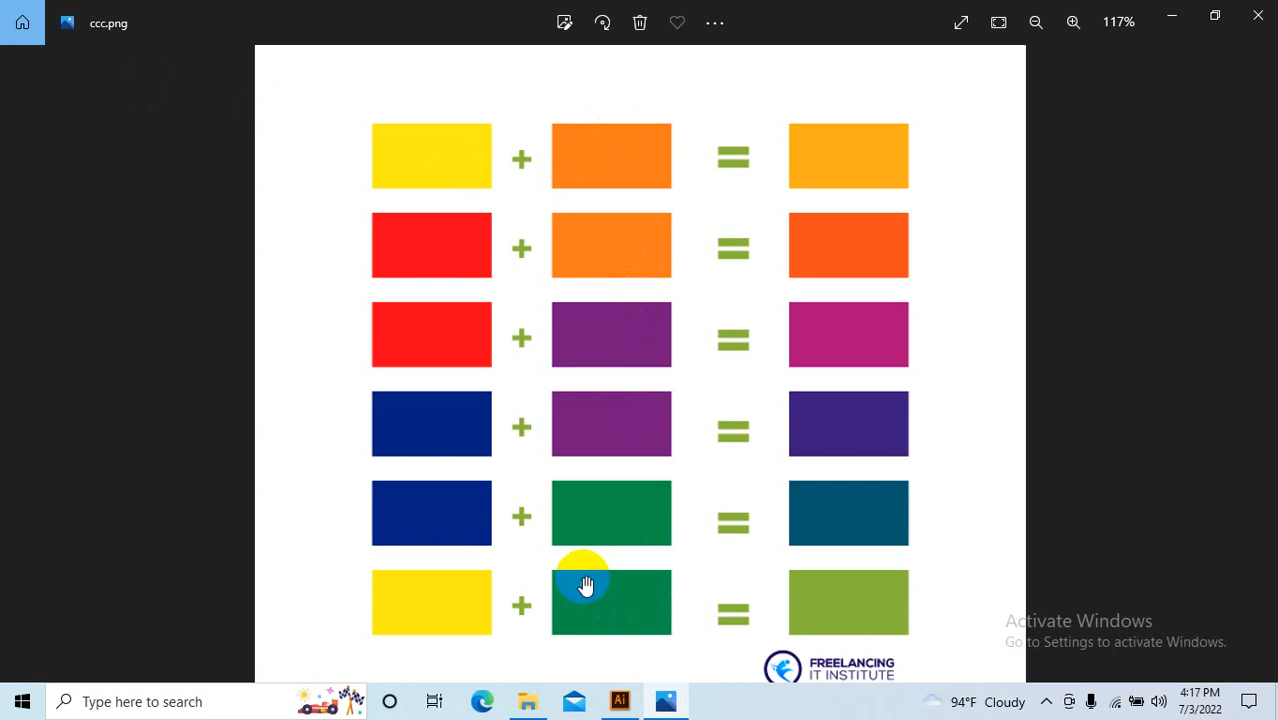 ccc.png
117%
+ =
+ =
+ =
+ =
+ =
+ =
Activate Windows
Go to Settings to activate Windows.
FREELANCING
IT INSTITUTE
Type here to search
Ai
94°F Cloudy
4:17 PM
7/3/2022